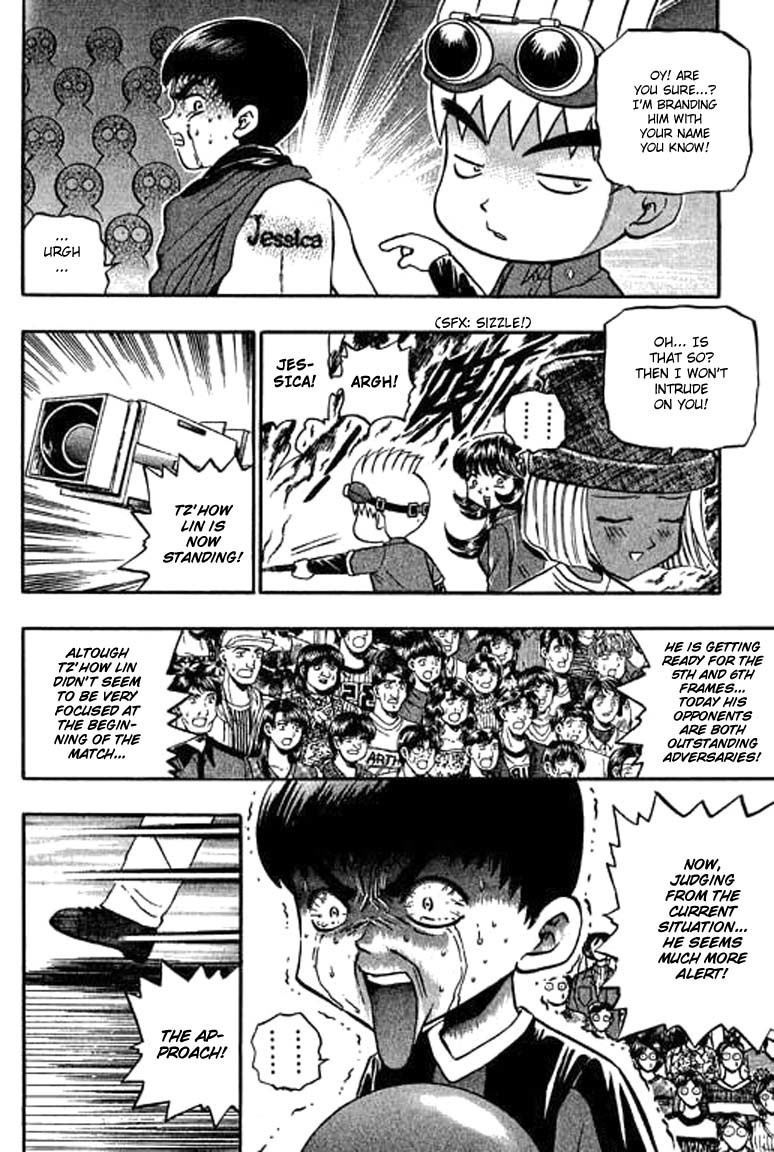 OY! ARE
YOU SURE...?
I'M BRANDING
HIM WITH
YOUR NAME
YOU KNOW!
Jessica
...
URGH
...
(SFX: SIZZLE!)
OH... IS
THAT SO?
THEN I WON'T
INTRUDE
ON YOU!
......
ARGH!
JES-
SICA!
TZ'HOW
LIN IS
NOW
STANDING!
HE IS GETTING
READY FOR THE
5TH AND 6TH
FRAMES...
TODAY HIS
OPPONENTS
ARE BOTH
OUTSTANDING
ADVERSARIES!
ALTOUGH
TZ'HOW LIN
DIDN'T SEEM
TO BE VERY
FOCUSED AT
THE BEGIN-
NING OF THE
MATCH...
ARTH
NOW,
JUDGING
FROM THE
CURRENT
SITUATION...
HE SEEMS
MUCH MORE
ALERT!
......
THE AP-
PROACH!